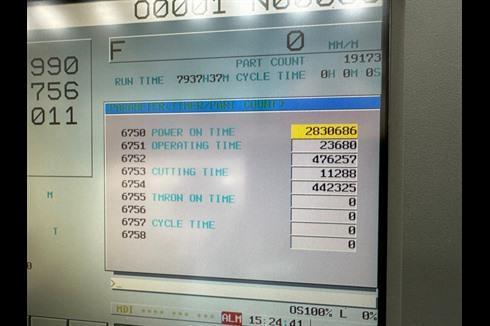 O0001 N000
990
756
011
F 0 MM/M
PART COUNT 19173
RUN TIME 7937H37M CYCLE TIME 0H 0M 0S
PARAMETER(TIMER/PART COUNT)
6750 POWER ON TIME 2830686
6751 OPERATING TIME 23680
6752 476257
6753 CUTTING TIME 11288
6754 442325
6755 TMRON ON TIME 0
6756 0
6757 CYCLE TIME 0
6758 0
M
T
>_
OS100% L 0%
MDI **** *** *** ALM 15:24:41